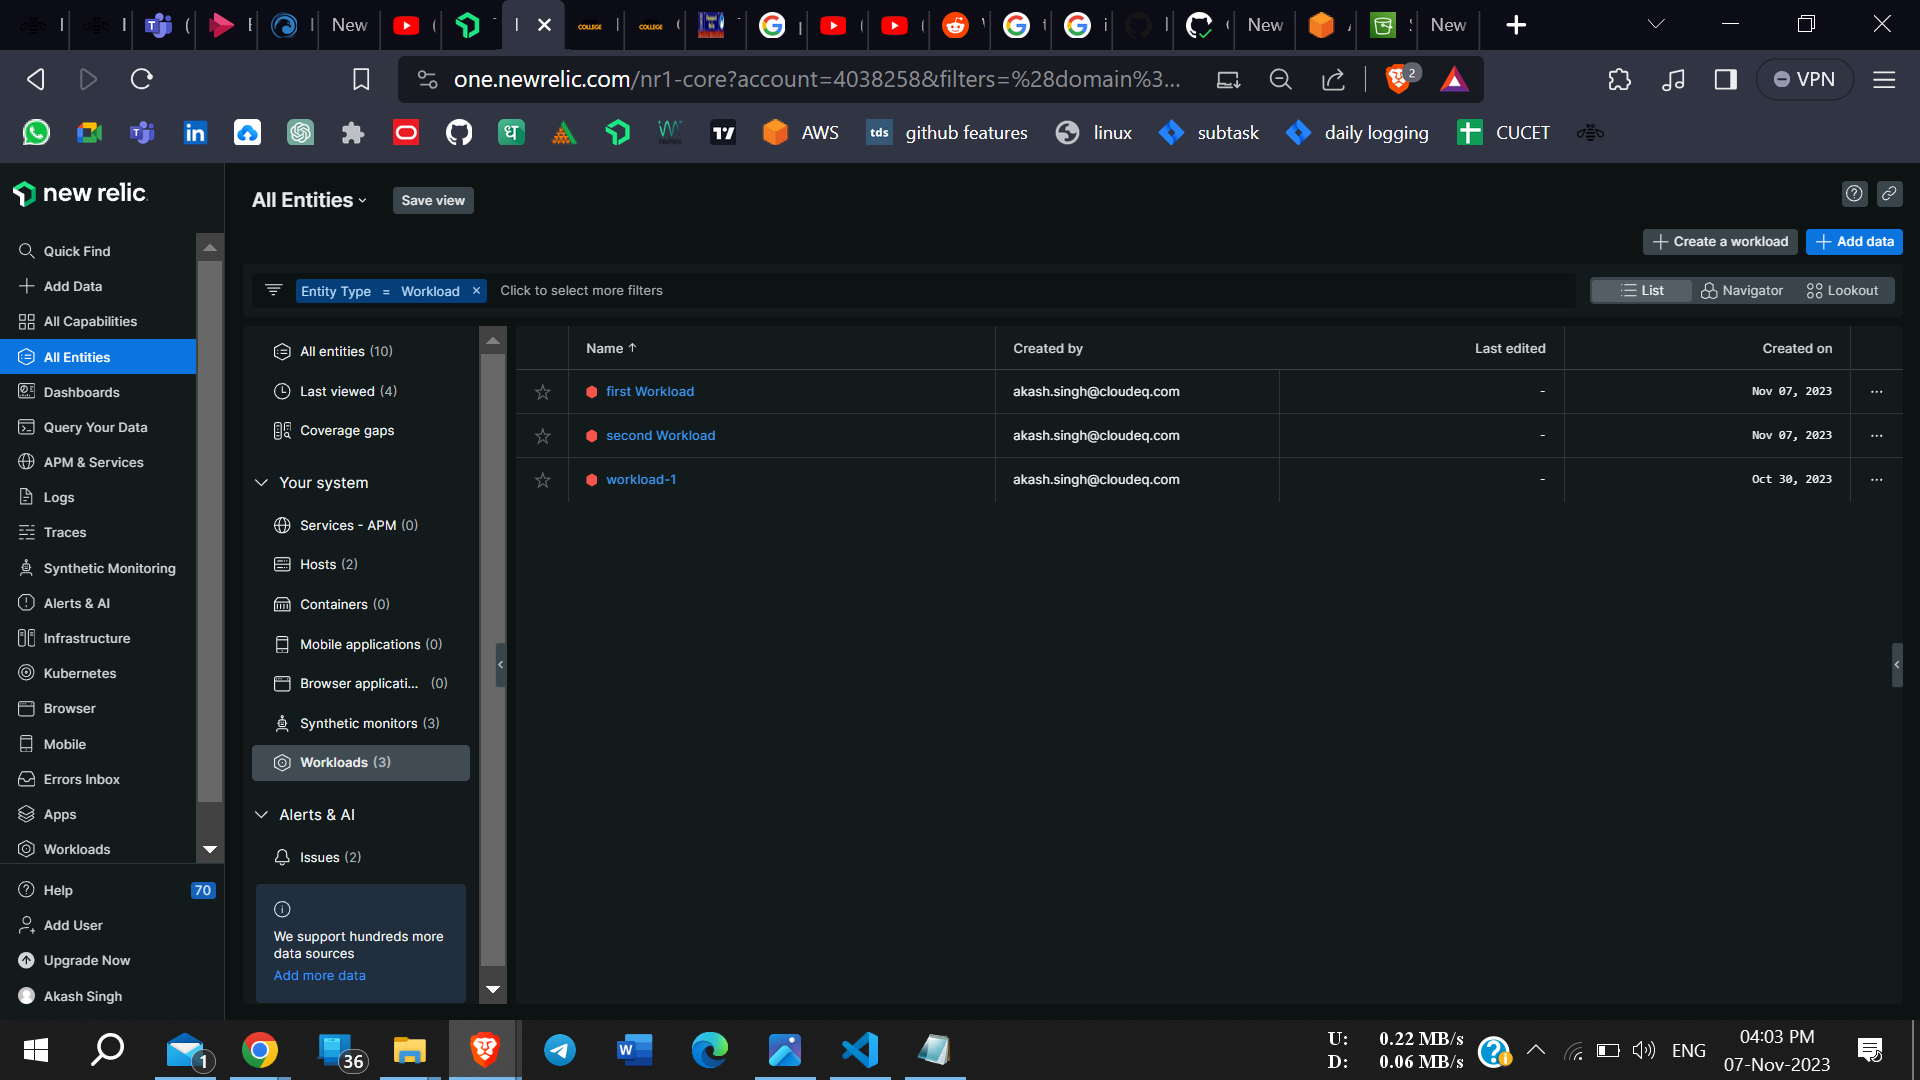 New
New
New
one.newrelic.com/nr1-core?account=4038258&filters=%28domain%3...
2
VPN
AWS
tds
github features
linux
subtask
daily logging
CUCET
new relic
All Entities
Save view
Quick Find
Add Data
All Capabilities
All Entities
Dashboards
Query Your Data
APM & Services
Logs
Traces
Synthetic Monitoring
Alerts & AI
Infrastructure
Kubernetes
Browser
Mobile
Errors Inbox
Apps
Workloads
Help 70
Add User
Upgrade Now
Akash Singh
Create a workload
Add data
Entity Type = Workload × Click to select more filters
List Navigator Lookout
All entities (10)
Last viewed (4)
Coverage gaps
Your system
Services - APM (0)
Hosts (2)
Containers (0)
Mobile applications (0)
Browser applicati... (0)
Synthetic monitors (3)
Workloads (3)
Alerts & AI
Issues (2)
We support hundreds more
data sources
Add more data
Name ↑ Created by Last edited Created on
first Workload akash.singh@cloudeq.com - Nov 07, 2023 ...
second Workload akash.singh@cloudeq.com - Nov 07, 2023 ...
workload-1 akash.singh@cloudeq.com - Oct 30, 2023 ...
1
36
U: 0.22 MB/s
D: 0.06 MB/s
ENG
04:03 PM
07-Nov-2023